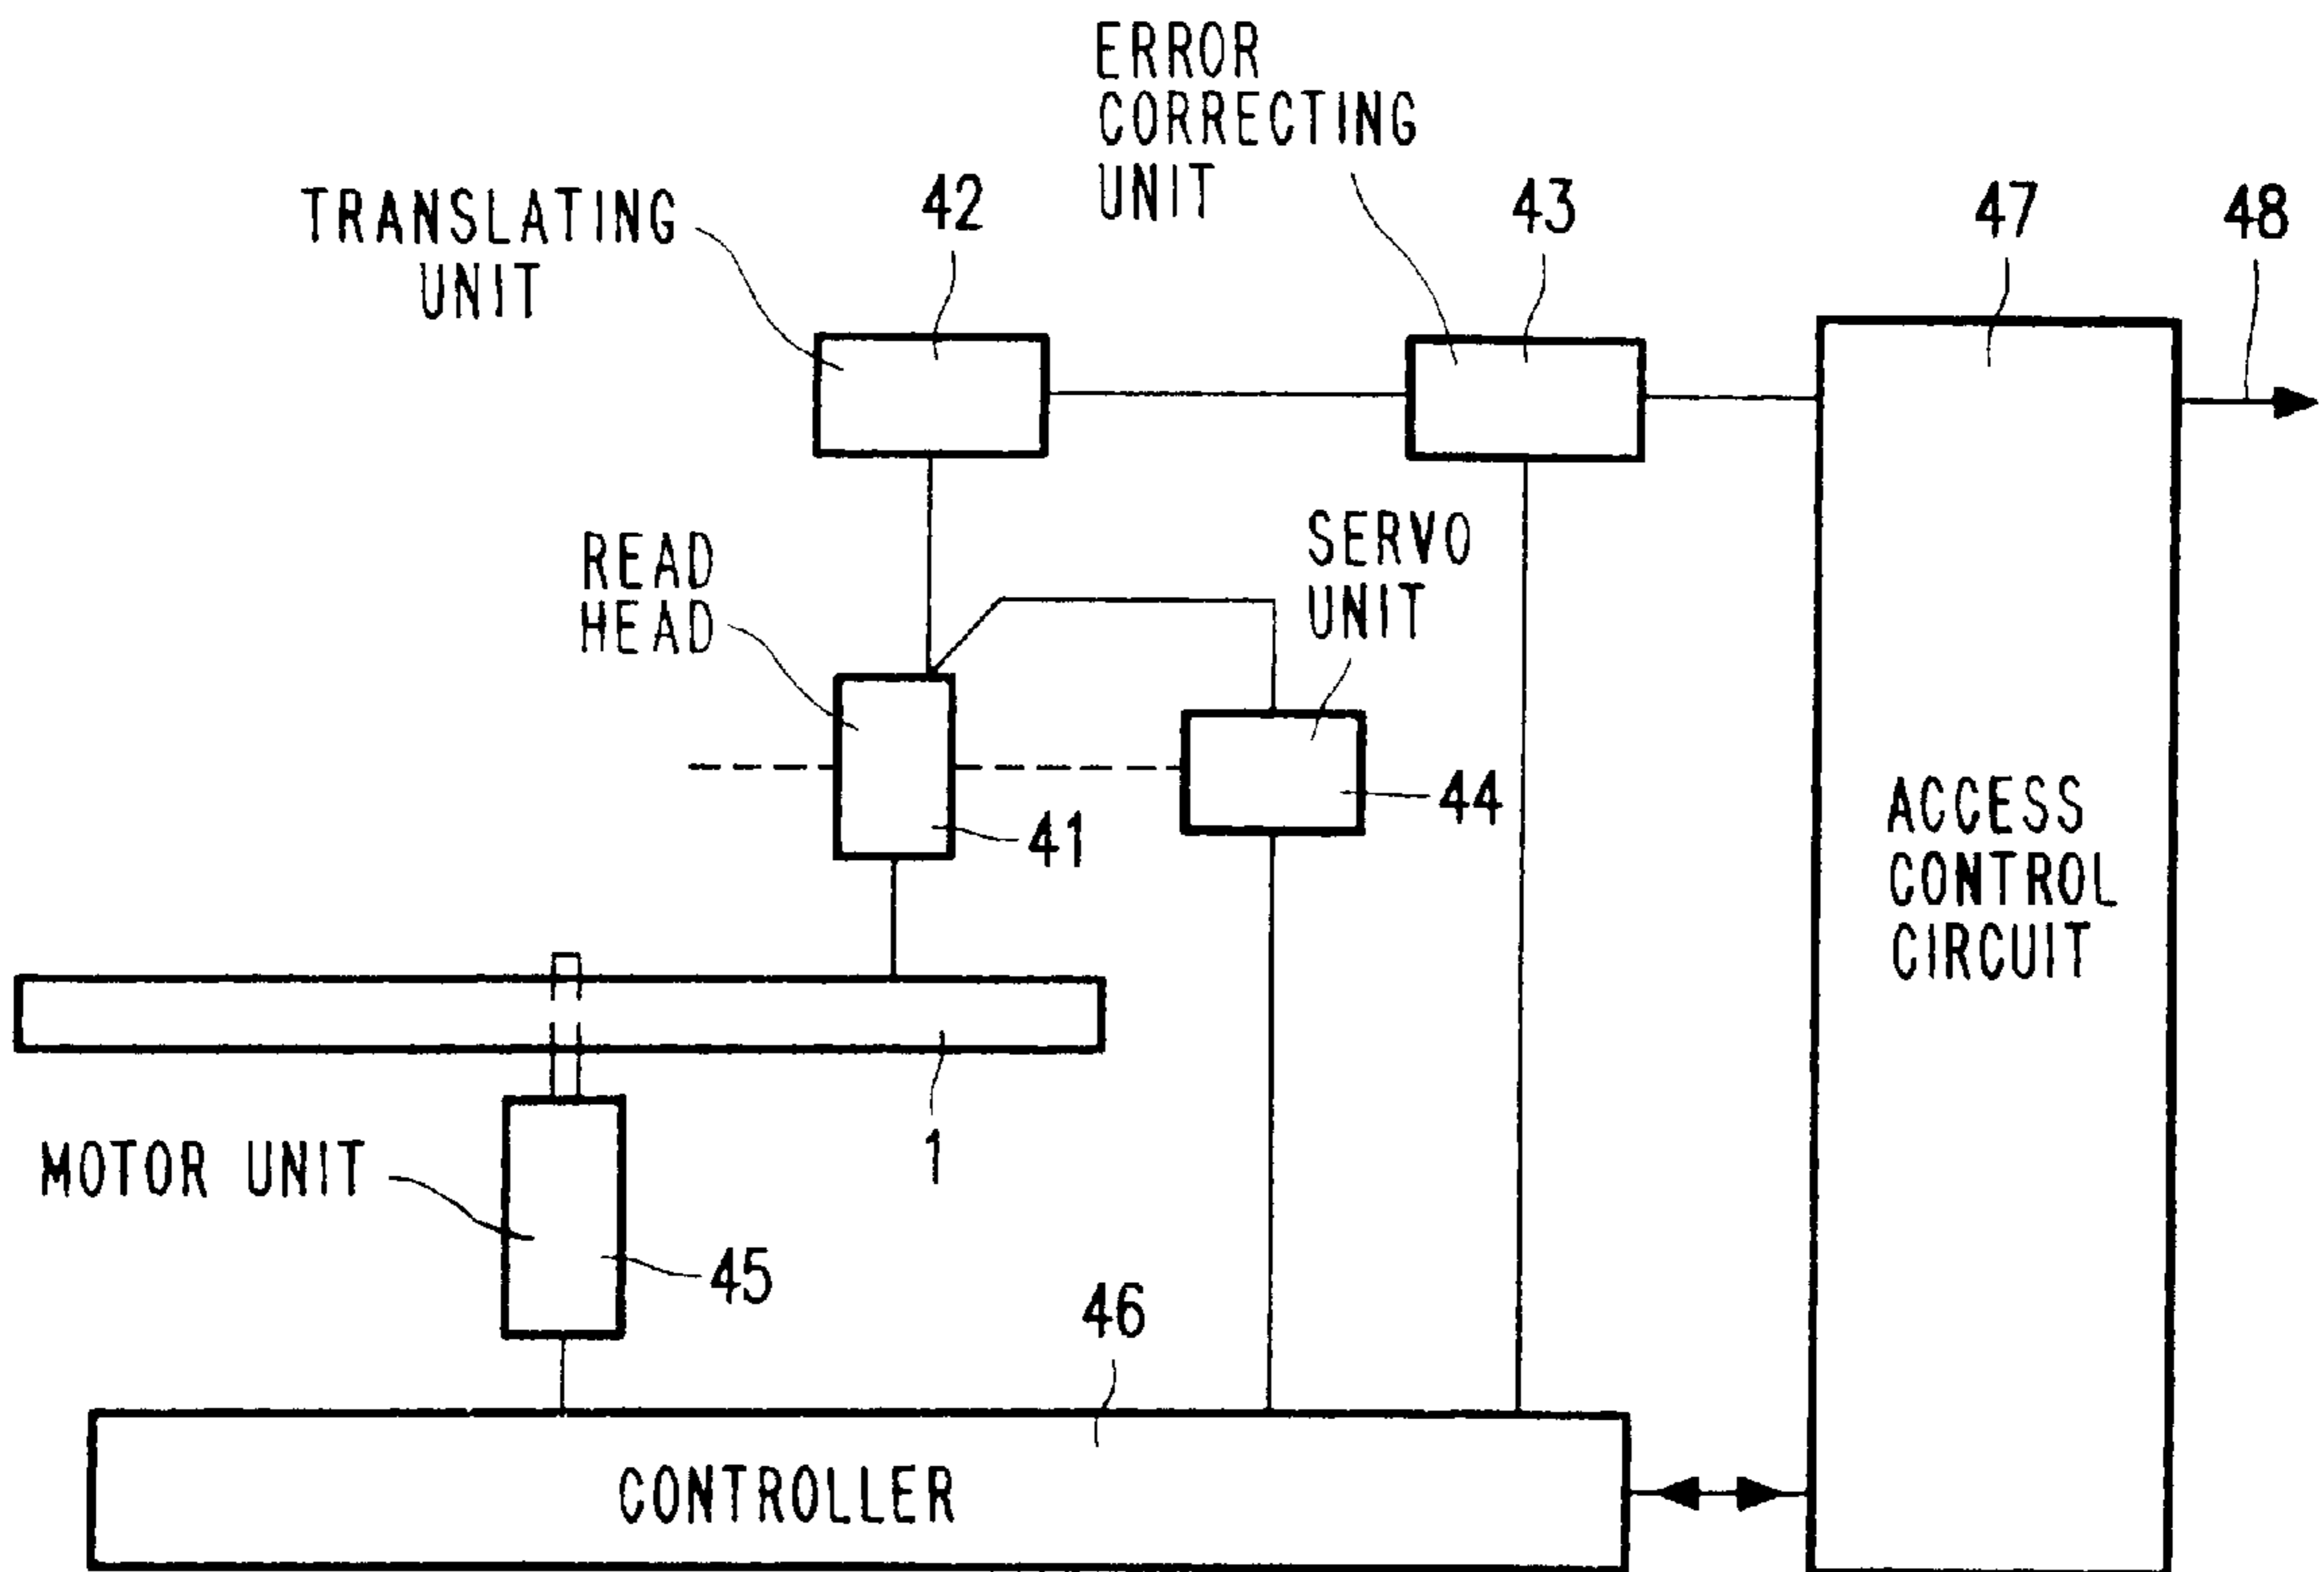 ERROR
CORRECTING
UNIT
TRANSLATING
UNIT
42
43
47
48
READ
HEAD
SERVO
UNIT
44
41
ACCESS
CONTROL
CIRCUIT
1
MOTOR UNIT
45
46
CONTROLLER